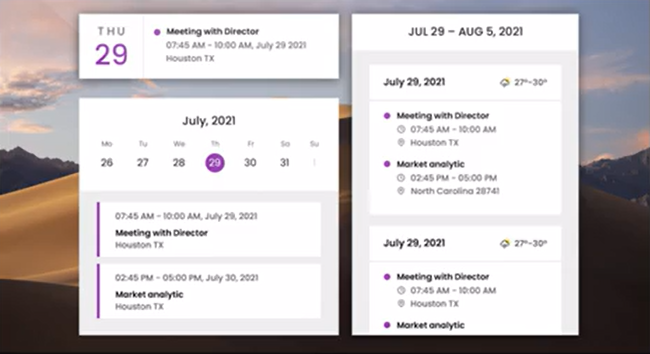 THU
29
Meeting with Director
07:45 AM - 10:00 AM, July 29 2021
Houston TX
July, 2021
Mo Tu We Th Fr Sa Su
26 27 28 29 30 31 1
07:45 AM - 10:00 AM, July 29, 2021
Meeting with Director
Houston TX
02:45 PM - 05:00 PM, July 30, 2021
Market analytic
Houston TX
JUL 29 – AUG 5, 2021
July 29, 2021 27°-30°
Meeting with Director
07:45 AM - 10:00 AM
Houston TX
Market analytic
02:45 PM - 05:00 PM
North Carolina 28741
July 29, 2021 27°-30°
Meeting with Director
07:45 AM - 10:00 AM
Houston TX
Market analytic